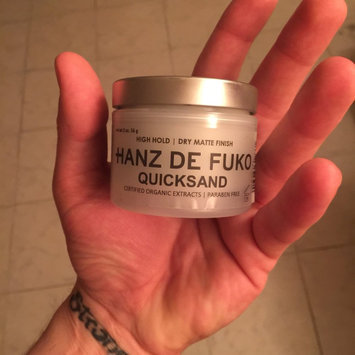 HIGH HOLD | DRY MATTE FINISH
HANZ DE FUKO
QUICKSAND
CERTIFIED ORGANIC EXTRACTS | PARABEN FREE